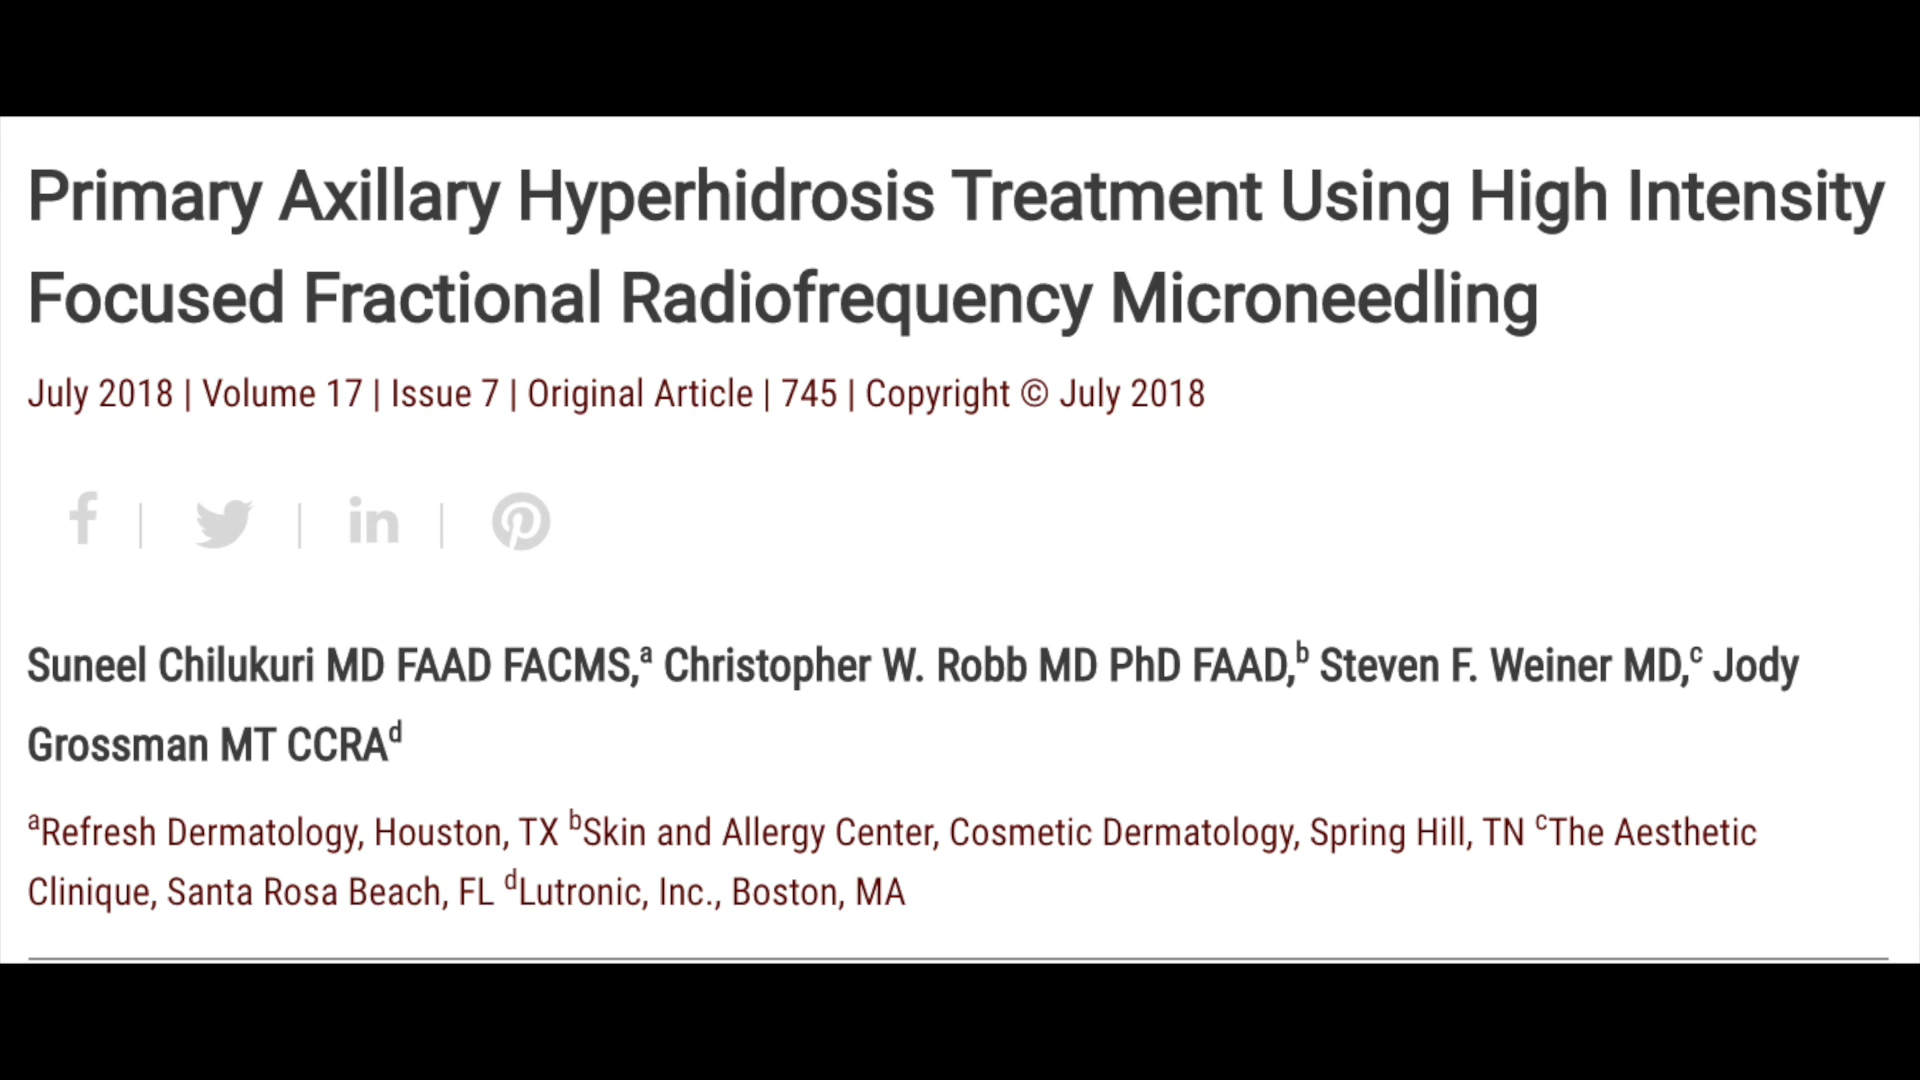 Primary Axillary Hyperhidrosis Treatment Using High Intensity
Focused Fractional Radiofrequency Microneedling
July 2018 | Volume 17 | Issue 7 | Original Article | 745 | Copyright © July 2018
Suneel Chilukuri MD FAAD FACMS,ᵃ Christopher W. Robb MD PhD FAAD,ᵇ Steven F. Weiner MD,ᶜ Jody
Grossman MT CCRAᵈ
ᵃRefresh Dermatology, Houston, TX ᵇSkin and Allergy Center, Cosmetic Dermatology, Spring Hill, TN ᶜThe Aesthetic
Clinique, Santa Rosa Beach, FL ᵈLutronic, Inc., Boston, MA